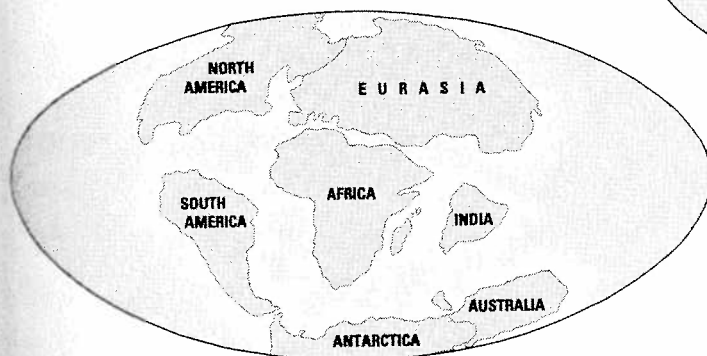 NORTH
AMERICA
E U R A S I A
SOUTH
AMERICA
AFRICA
INDIA
AUSTRALIA
ANTARCTICA